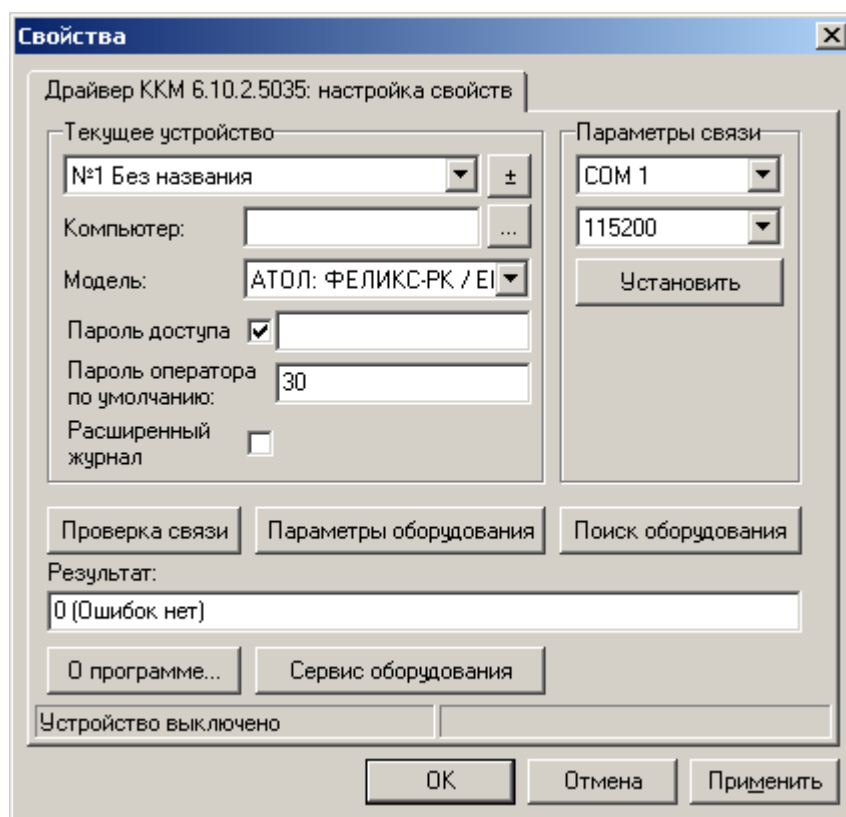 Свойства
Драйвер ККМ 6.10.2.5035: настройка свойств
Текущее устройство
№1 Без названия
±
Компьютер:
...
Модель:
АТОЛ: ФЕЛИКС-РК / ЕІ
Пароль доступа
Пароль оператора
по умолчанию:
30
Расширенный
журнал
Параметры связи
COM 1
115200
Установить
Проверка связи
Параметры оборудования
Поиск оборудования
Результат:
0 (Ошибок нет)
О программе...
Сервис оборудования
Устройство выключено
OK
Отмена
Применить